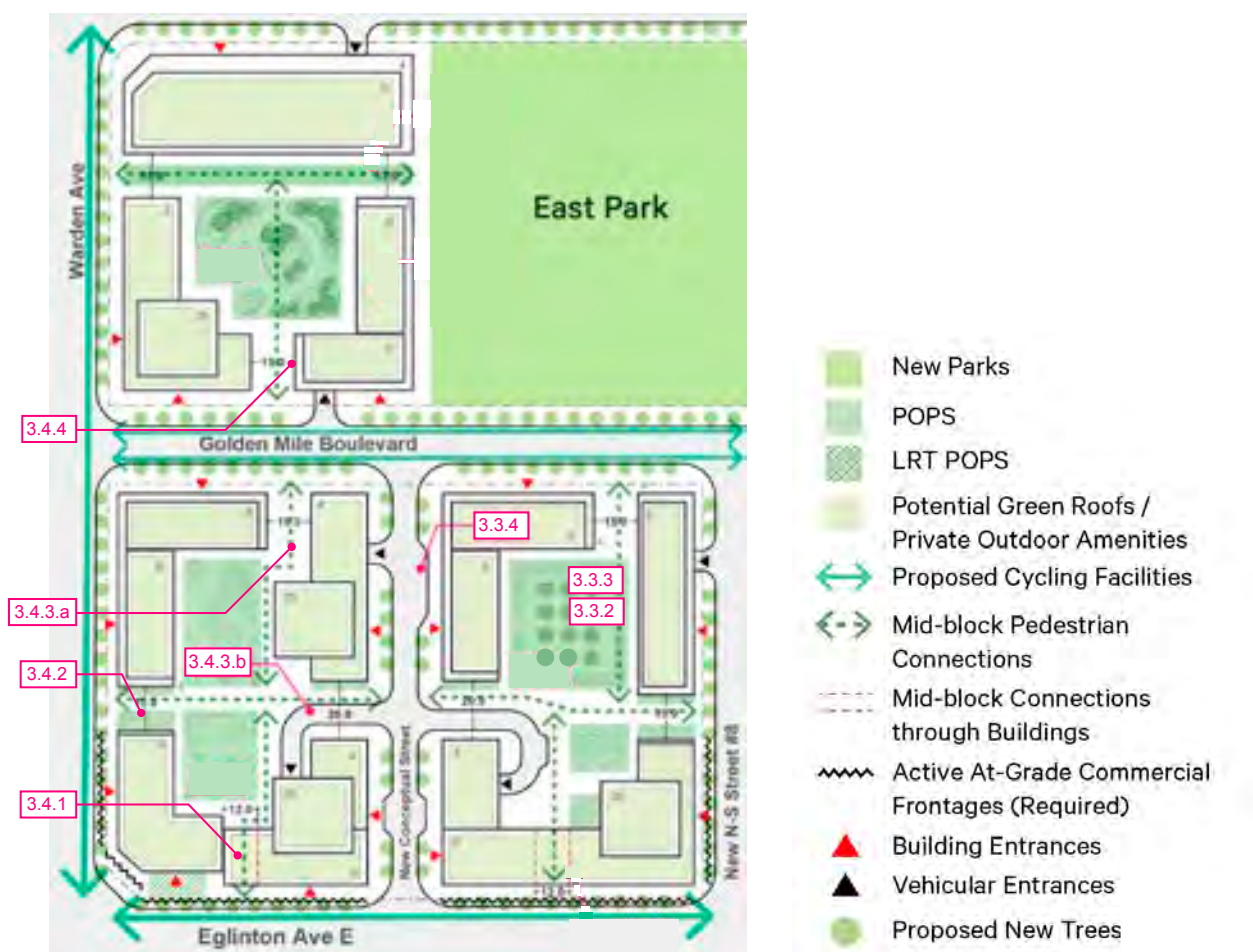 Warden Ave
East Park
3.4.4
Golden Mile Boulevard
3.3.4
3.4.3.a
3.3.3
3.3.2
3.4.3.b
3.4.2
3.4.1
New Conceptual Street
New N-S Street #8
Eglinton Ave E
New Parks
POPS
LRT POPS
Potential Green Roofs /
Private Outdoor Amenities
Proposed Cycling Facilities
Mid-block Pedestrian
Connections
Mid-block Connections
through Buildings
Active At-Grade Commercial
Frontages (Required)
Building Entrances
Vehicular Entrances
Proposed New Trees